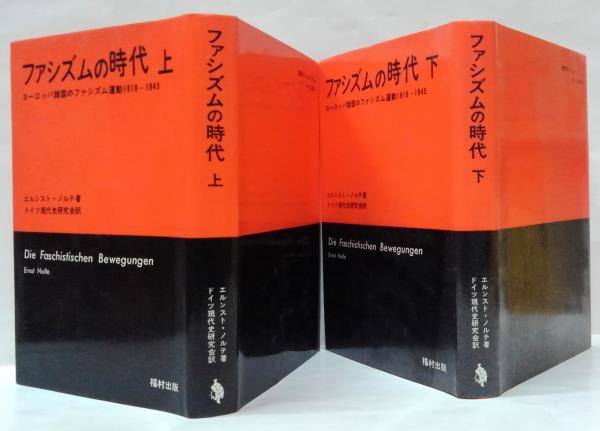 ファシズムの時代 上
ヨーロッパ諸国のファシズム運動1919−1945
エルンスト・ノルテ著
ドイツ現代史研究会訳
Die Faschistischen Bewegungen
Ernst Nolte
福村出版
ファシズムの時代 上
エルンスト・ノルテ著
ドイツ現代史研究会訳
ファシズムの時代 下
ヨーロッパ諸国のファシズム運動1919−1945
エルンスト・ノルテ著
ドイツ現代史研究会訳
Die Faschistischen Bewegungen
Ernst Nolte
福村出版
ファシズムの時代 下
エルンスト・ノルテ著
ドイツ現代史研究会訳